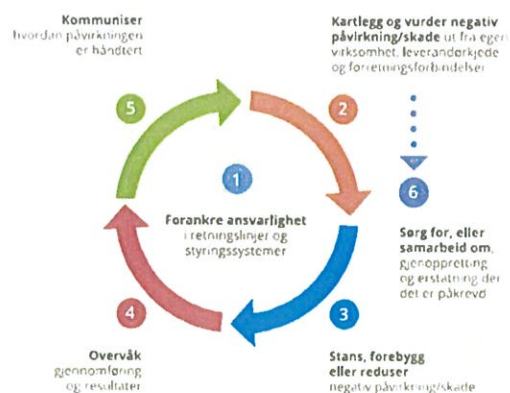 Kommuniser
hvordan påvirkningen
er håndtert
5
Kartlegg og vurder negativ
påvirkning/skade ut fra egen
virksomhet, leverandørkjede
og forretningsforbindelser
2
1
Forankre ansvarlighet
i retningslinjer og
styringssystemer
6
Sørg for, eller
samarbeid om,
gjenoppretting
og erstatning der
det er påkrevd
4
Overvåk
gjennomføring
og resultater
3
Stans, forebygg
eller reduser
negativ påvirkning/skade